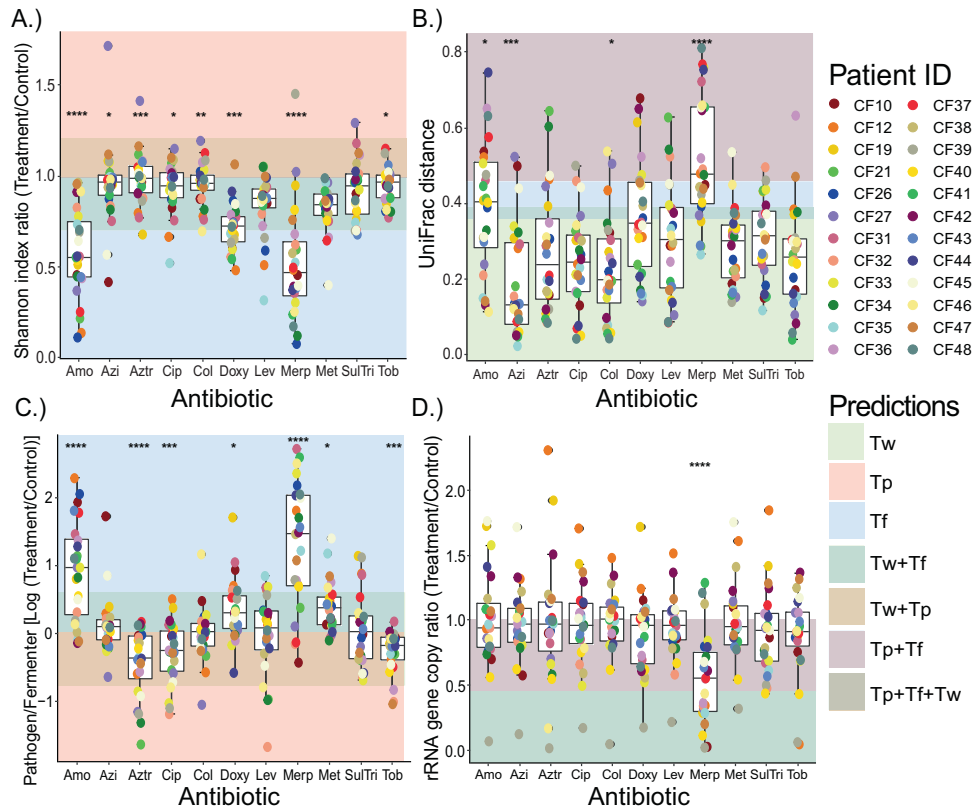 A.)
Shannon index ratio (Treatment/Control)
1.5
1.0
0.5
0.0
**** * *** * ** *** **** *
Amo Azi Aztr Cip Col Doxy Lev Merp Met SulTri Tob
Antibiotic
B.)
UniFrac distance
0.8
0.6
0.4
0.2
0.0
* *** * ****
Amo Azi Aztr Cip Col Doxy Lev Merp Met SulTri Tob
Antibiotic
Patient ID
CF10 CF37
CF12 CF38
CF19 CF39
CF21 CF40
CF26 CF41
CF27 CF42
CF31 CF43
CF32 CF44
CF33 CF45
CF34 CF46
CF35 CF47
CF36 CF48
C.)
Pathogen/Fermenter [Log (Treatment/Control)]
2
1
0
−1
**** **** *** * **** * ***
Amo Azi Aztr Cip Col Doxy Lev Merp Met SulTri Tob
Antibiotic
D.)
rRNA gene copy ratio (Treatment/Control)
2.0
1.5
1.0
0.5
0.0
****
Amo Azi Aztr Cip Col Doxy Lev Merp Met SulTri Tob
Antibiotic
Predictions
Tw
Tp
Tf
Tw+Tf
Tw+Tp
Tp+Tf
Tp+Tf+Tw